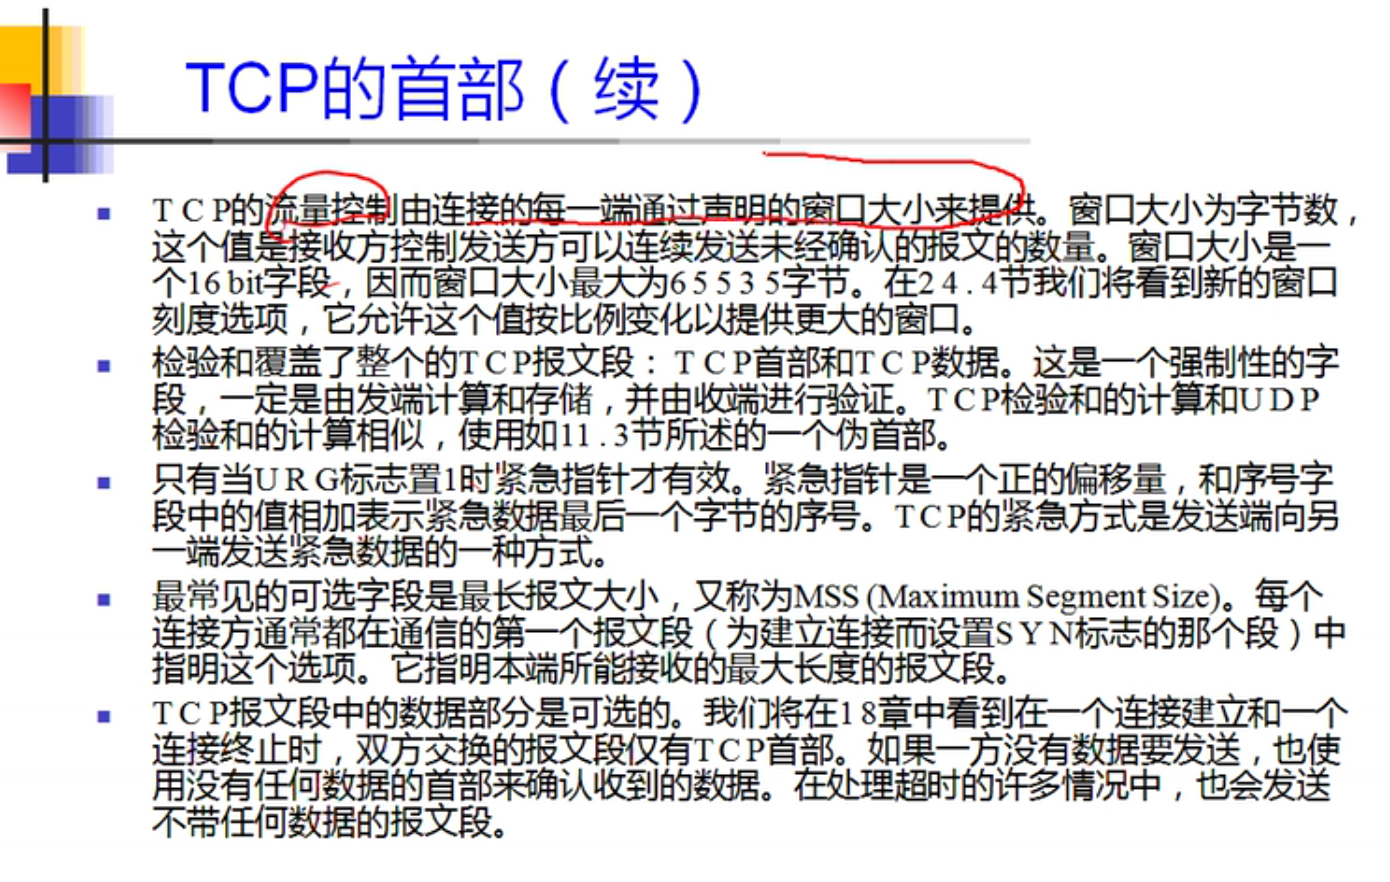 TCP的首部（续）
TCP的流量控制由连接的每一端通过声明的窗口大小来提供。窗口大小为字节数，
这个值是接收方控制发送方可以连续发送未经确认的报文的数量。窗口大小是一
个16 bit字段，因而窗口大小最大为65535字节。在24.4节我们将看到新的窗口
刻度选项，它允许这个值按比例变化以提供更大的窗口。
检验和覆盖了整个的TCP报文段：TCP首部和TCP数据。这是一个强制性的字
段，一定是由发端计算和存储，并由收端进行验证。TCP检验和的计算和UDP
检验和的计算相似，使用如11.3节所述的一个伪首部。
只有当URG标志置1时紧急指针才有效。紧急指针是一个正的偏移量，和序号字
段中的值相加表示紧急数据最后一个字节的序号。TCP的紧急方式是发送端向另
一端发送紧急数据的一种方式。
最常见的可选字段是最长报文大小，又称为MSS (Maximum Segment Size)。每个
连接方通常都在通信的第一个报文段（为建立连接而设置SYN标志的那个段）中
指明这个选项。它指明本端所能接收的最大长度的报文段。
TCP报文段中的数据部分是可选的。我们将在18章中看到在一个连接建立和一个
连接终止时，双方交换的报文段仅有TCP首部。如果一方没有数据要发送，也使
用没有任何数据的首部来确认收到的数据。在处理超时的许多情况中，也会发送
不带任何数据的报文段。